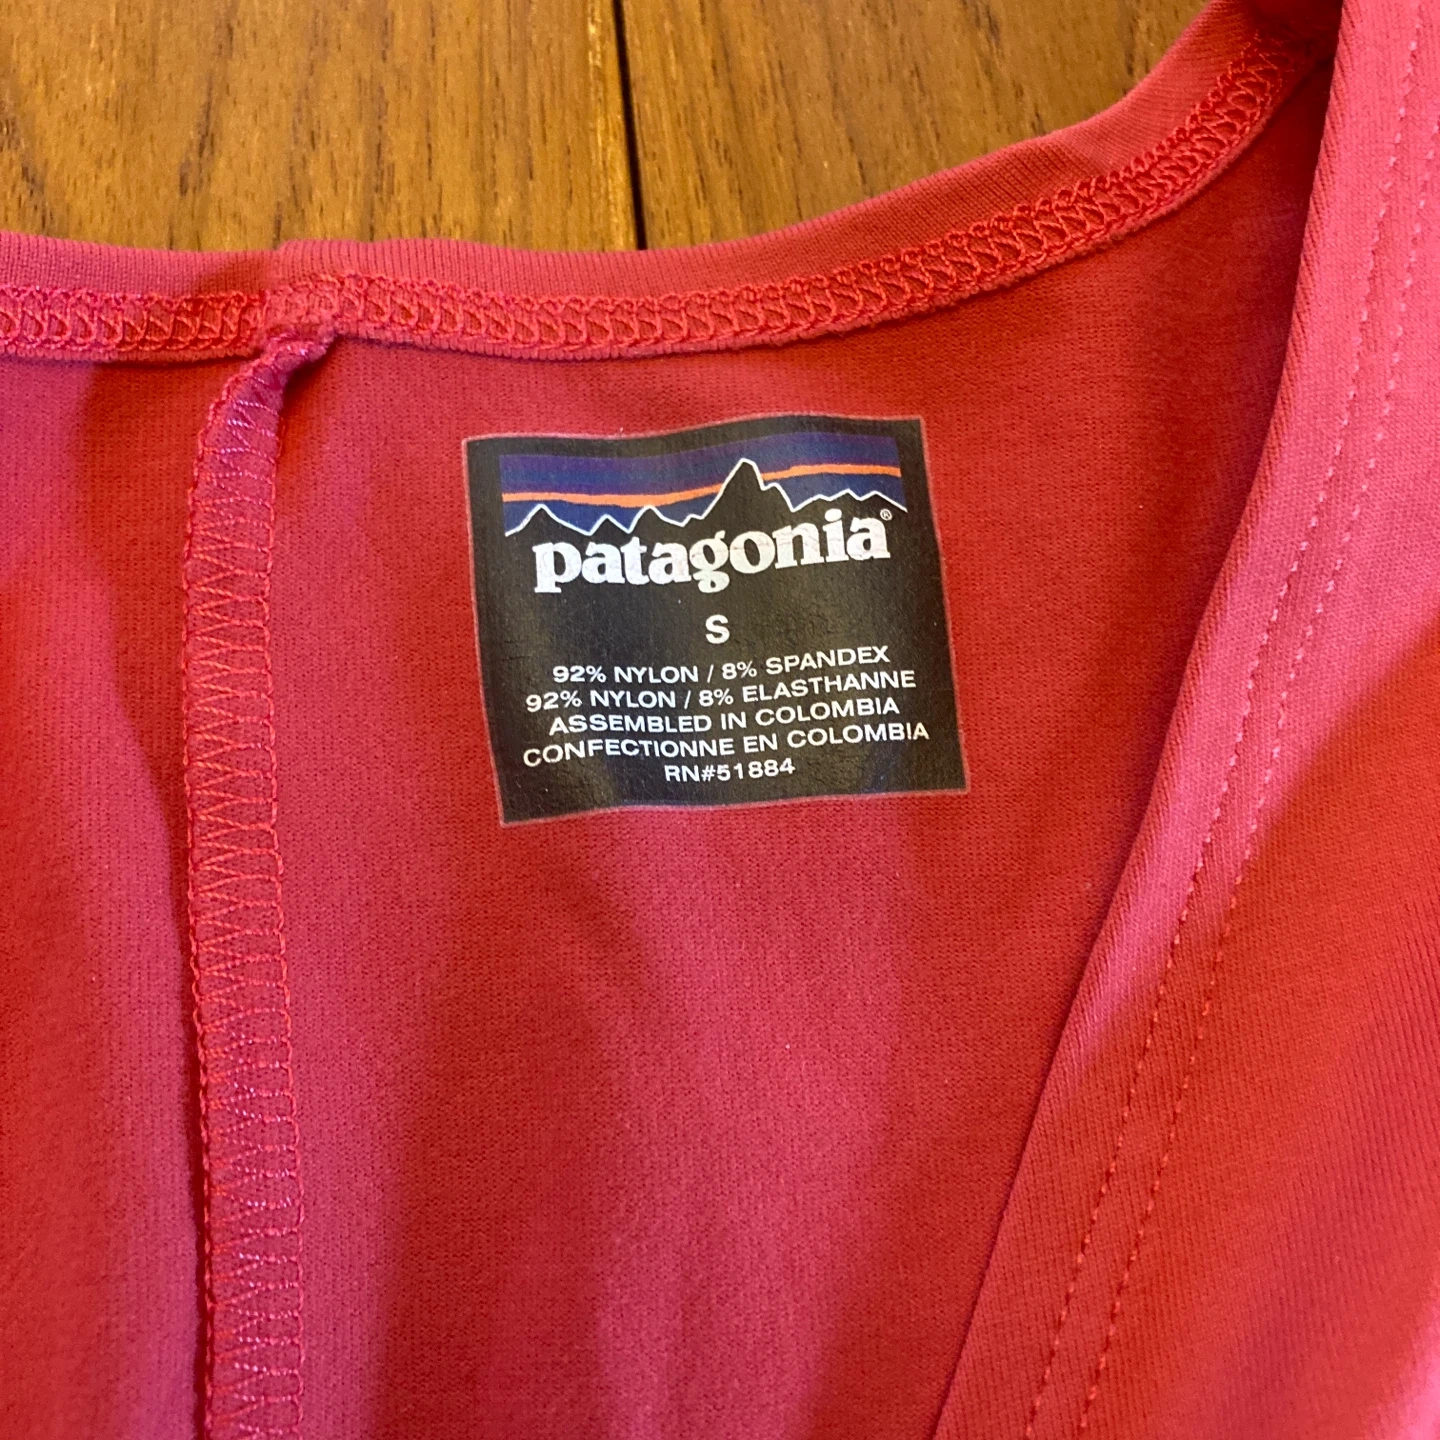 patagonia®
S
92% NYLON / 8% SPANDEX
92% NYLON / 8% ELASTHANNE
ASSEMBLED IN COLOMBIA
CONFECTIONNE EN COLOMBIA
RN#51884